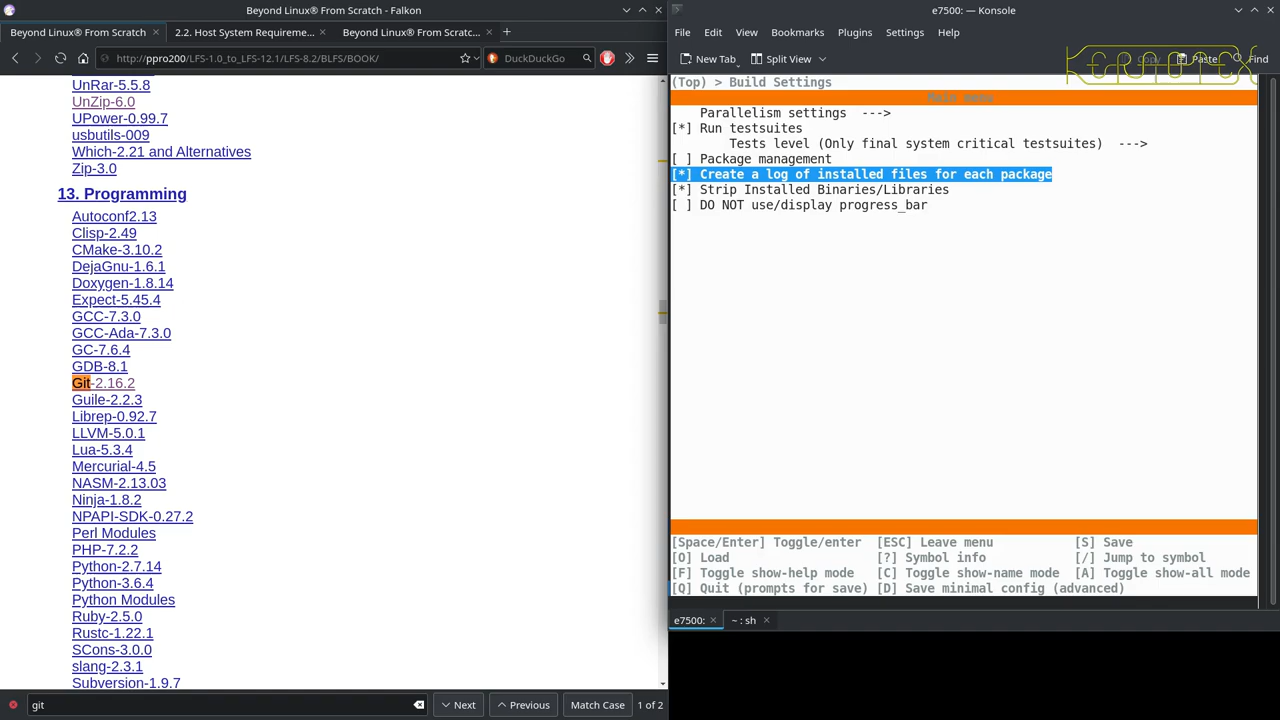 Beyond Linux® From Scratch - Falkon
Beyond Linux® From Scratch
2.2. Host System Requireme...
Beyond Linux® From Scratc...
http://ppro200/LFS-1.0_to_LFS-12.1/LFS-8.2/BLFS/BOOK/
DuckDuckGo
UnRar-5.5.8
UnZip-6.0
UPower-0.99.7
usbutils-009
Which-2.21 and Alternatives
Zip-3.0
13. Programming
Autoconf2.13
Clisp-2.49
CMake-3.10.2
DejaGnu-1.6.1
Doxygen-1.8.14
Expect-5.45.4
GCC-7.3.0
GCC-Ada-7.3.0
GC-7.6.4
GDB-8.1
Git-2.16.2
Guile-2.2.3
Librep-0.92.7
LLVM-5.0.1
Lua-5.3.4
Mercurial-4.5
NASM-2.13.03
Ninja-1.8.2
NPAPI-SDK-0.27.2
Perl Modules
PHP-7.2.2
Python-2.7.14
Python-3.6.4
Python Modules
Ruby-2.5.0
Rustc-1.22.1
SCons-3.0.0
slang-2.3.1
Subversion-1.9.7
git
Next
Previous
Match Case
1 of 2
e7500: — Konsole
File Edit View Bookmarks Plugins Settings Help
New Tab Split View Copy Paste Find
(Top) > Build Settings
Main menu
Parallelism settings --->
[*] Run testsuites
Tests level (Only final system critical testsuites) --->
[ ] Package management
[*] Create a log of installed files for each package
[*] Strip Installed Binaries/Libraries
[ ] DO NOT use/display progress_bar
[Space/Enter] Toggle/enter [ESC] Leave menu [S] Save
[O] Load [?] Symbol info [/] Jump to symbol
[F] Toggle show-help mode [C] Toggle show-name mode [A] Toggle show-all mode
[Q] Quit (prompts for save) [D] Save minimal config (advanced)
e7500:
~ : sh